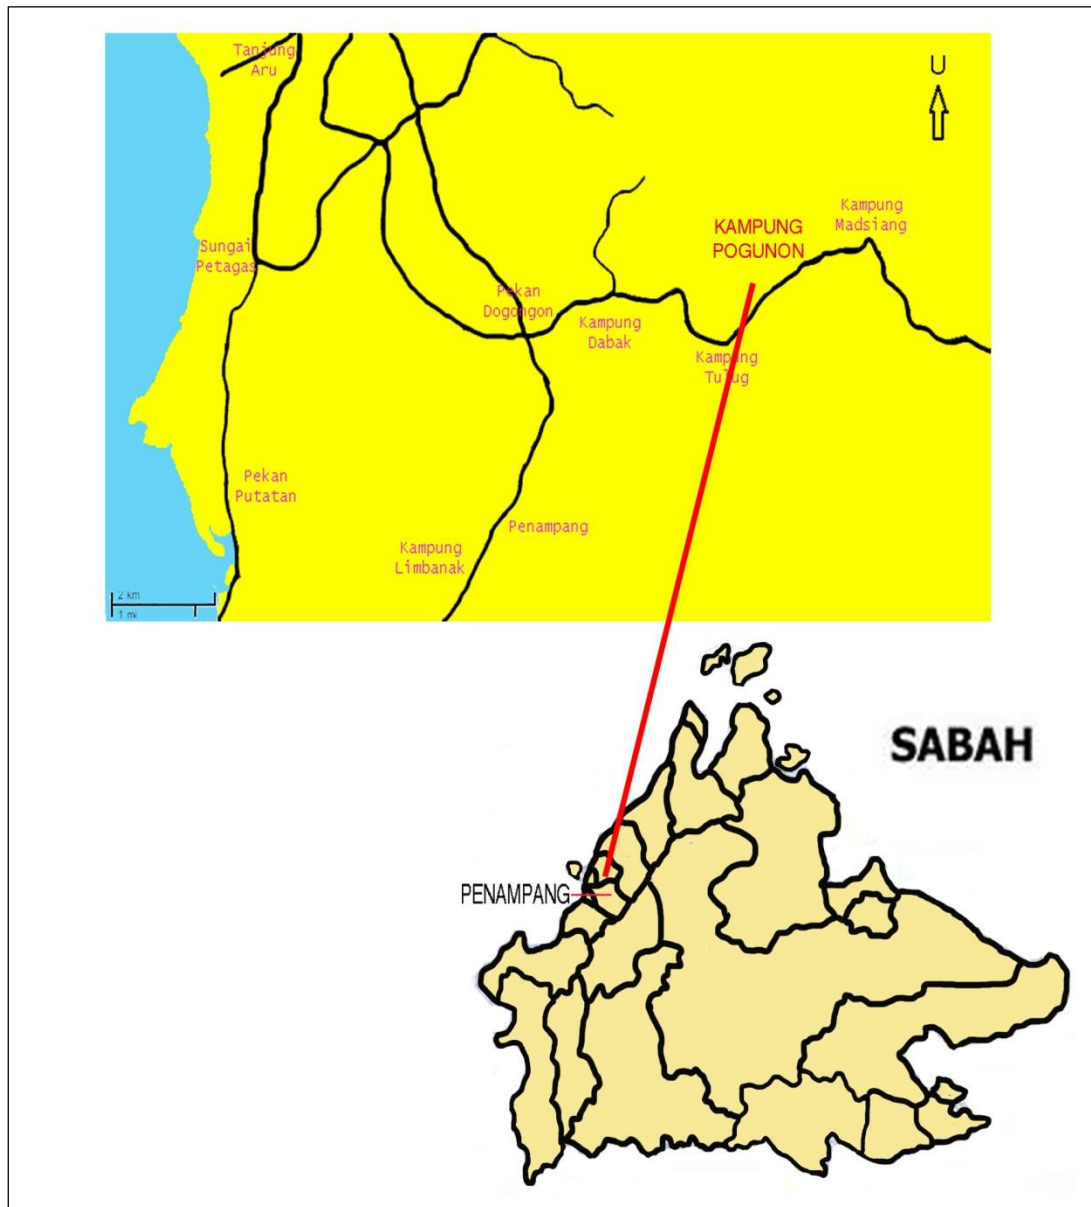 Tanjung
Aru
U
Kampung
Madsiang
KAMPUNG
POGUNON
Sungai
Petagas
Pekan
Dogongon
Kampung
Dabak
Kampung
Tulug
Pekan
Putatan
Penampang
Kampung
Limbanak
2 km
1 mi
SABAH
PENAMPANG